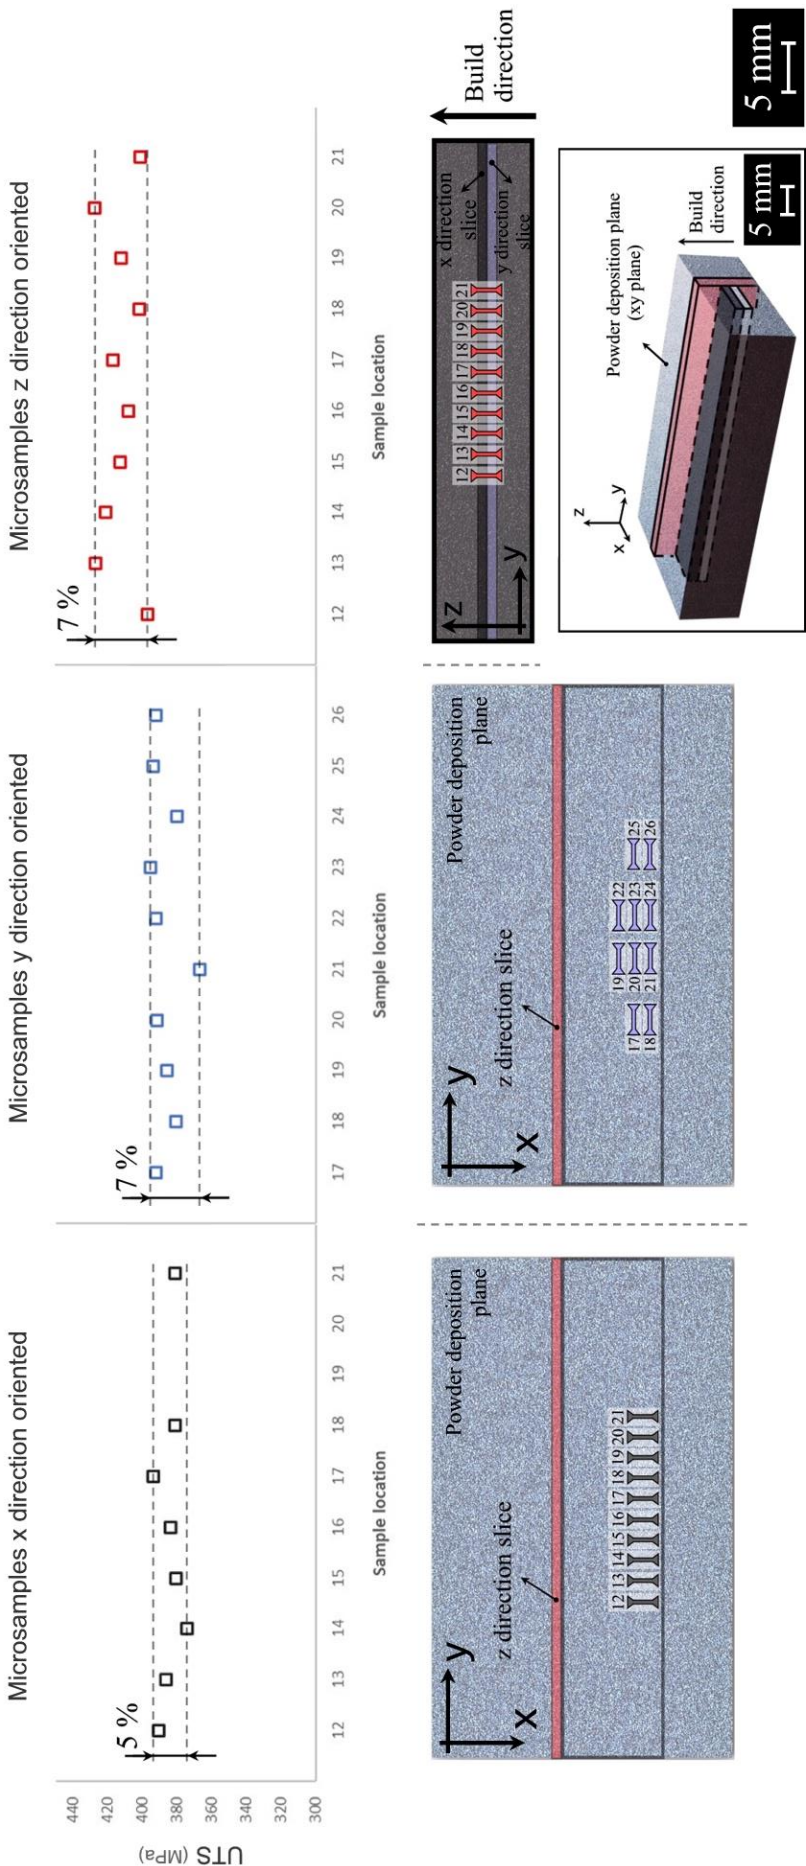 Microsamples x direction oriented
Microsamples y direction oriented
Microsamples z direction oriented
UTS (MPa)
440
420
400
380
360
340
320
300
5 %
7 %
7 %
12 13 14 15 16 17 18 19 20 21
17 18 19 20 21 22 23 24 25 26
12 13 14 15 16 17 18 19 20 21
Sample location
Sample location
Sample location
y
x
z direction slice
Powder deposition
plane
12 13 14 15 16 17 18 19 20 21
y
x
z direction slice
Powder deposition
plane
19 22
17 20 23 25
18 21 24 26
z
y
12 13 14 15 16 17 18 19 20 21
x direction
slice
y direction
slice
Build
direction
z
x
y
Powder deposition plane
(xy plane)
Build
direction
5 mm
5 mm